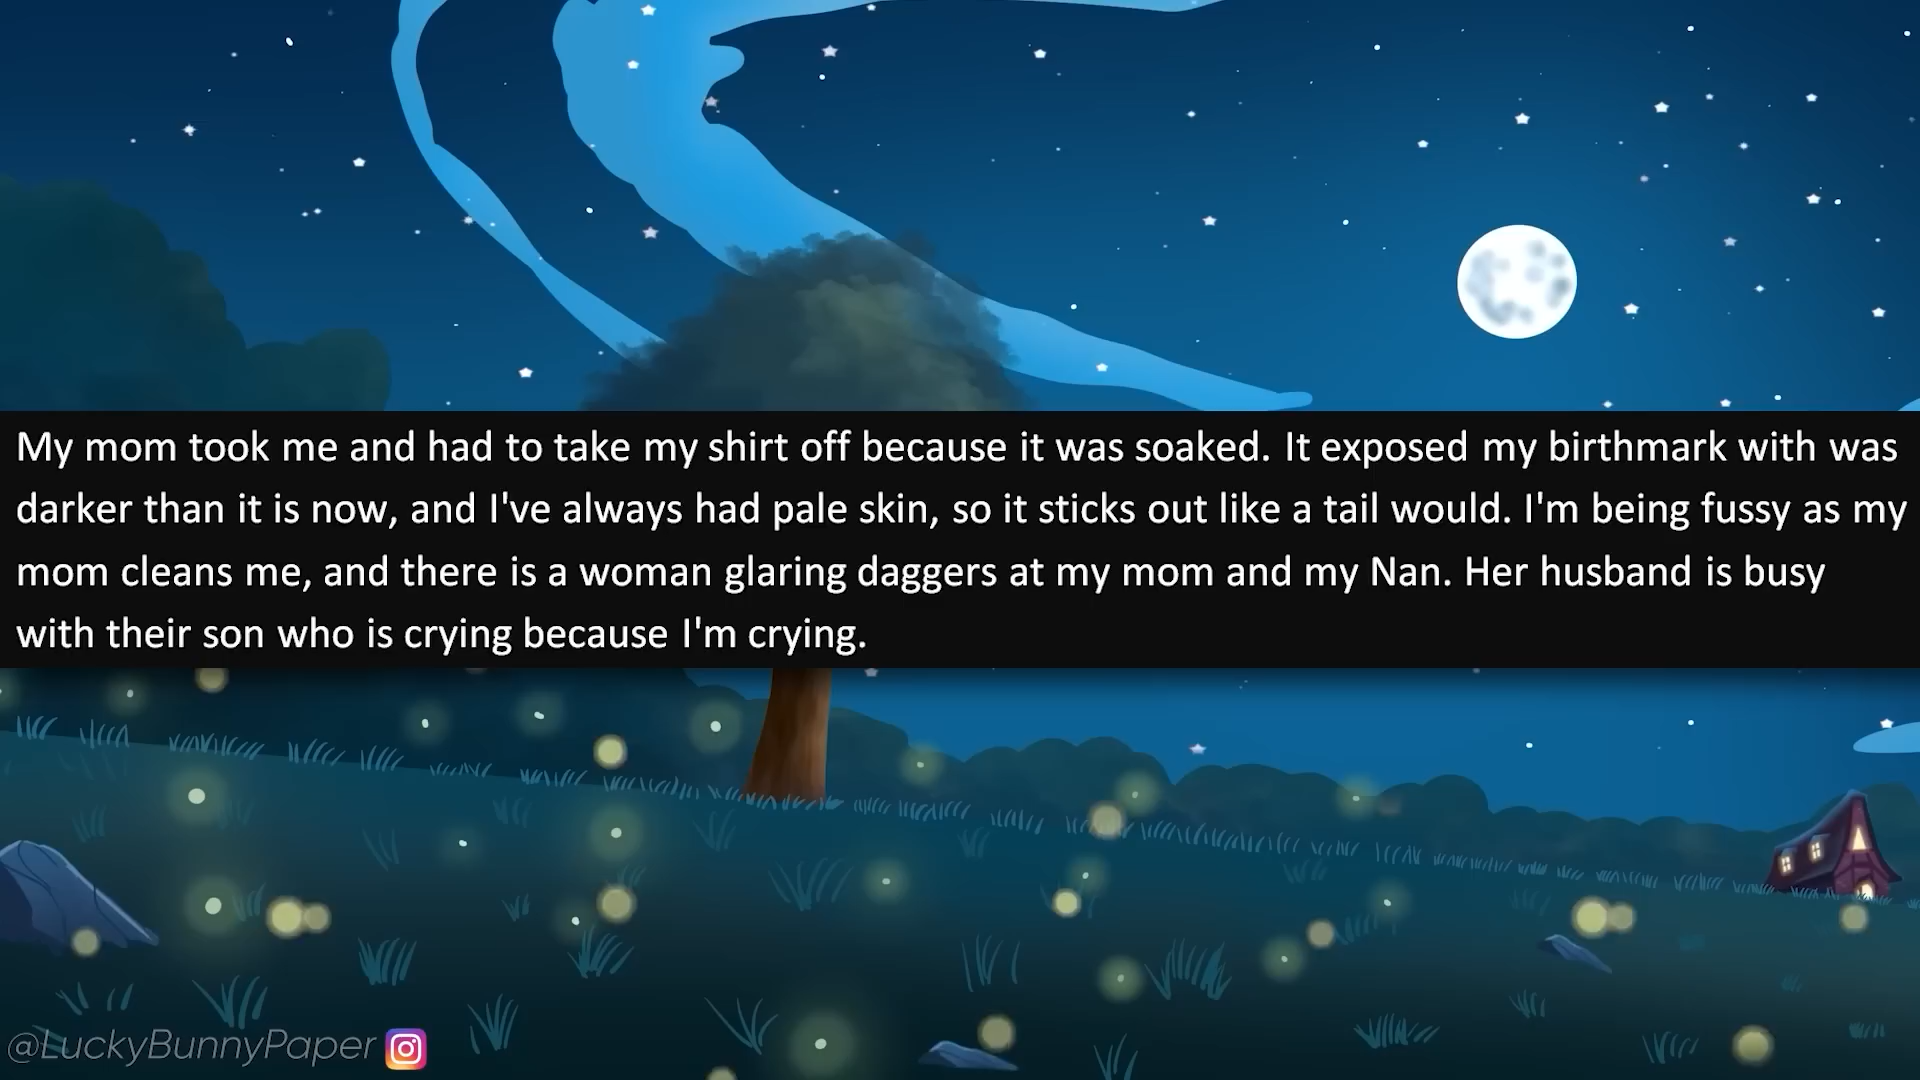 My mom took me and had to take my shirt off because it was soaked. It exposed my birthmark with was
darker than it is now, and I've always had pale skin, so it sticks out like a tail would. I'm being fussy as my
mom cleans me, and there is a woman glaring daggers at my mom and my Nan. Her husband is busy
with their son who is crying because I'm crying.
@LuckyBunnyPaper